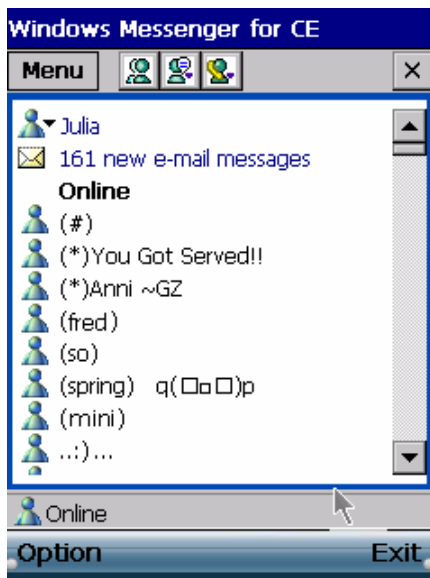 Windows Messenger for CE
Menu
Julia
161 new e-mail messages
Online
(#)
(*)You Got Served!!
(*)Anni ~GZ
(fred)
(so)
(spring) q(□□□)p
(mini)
..:)...
Online
Option Exit